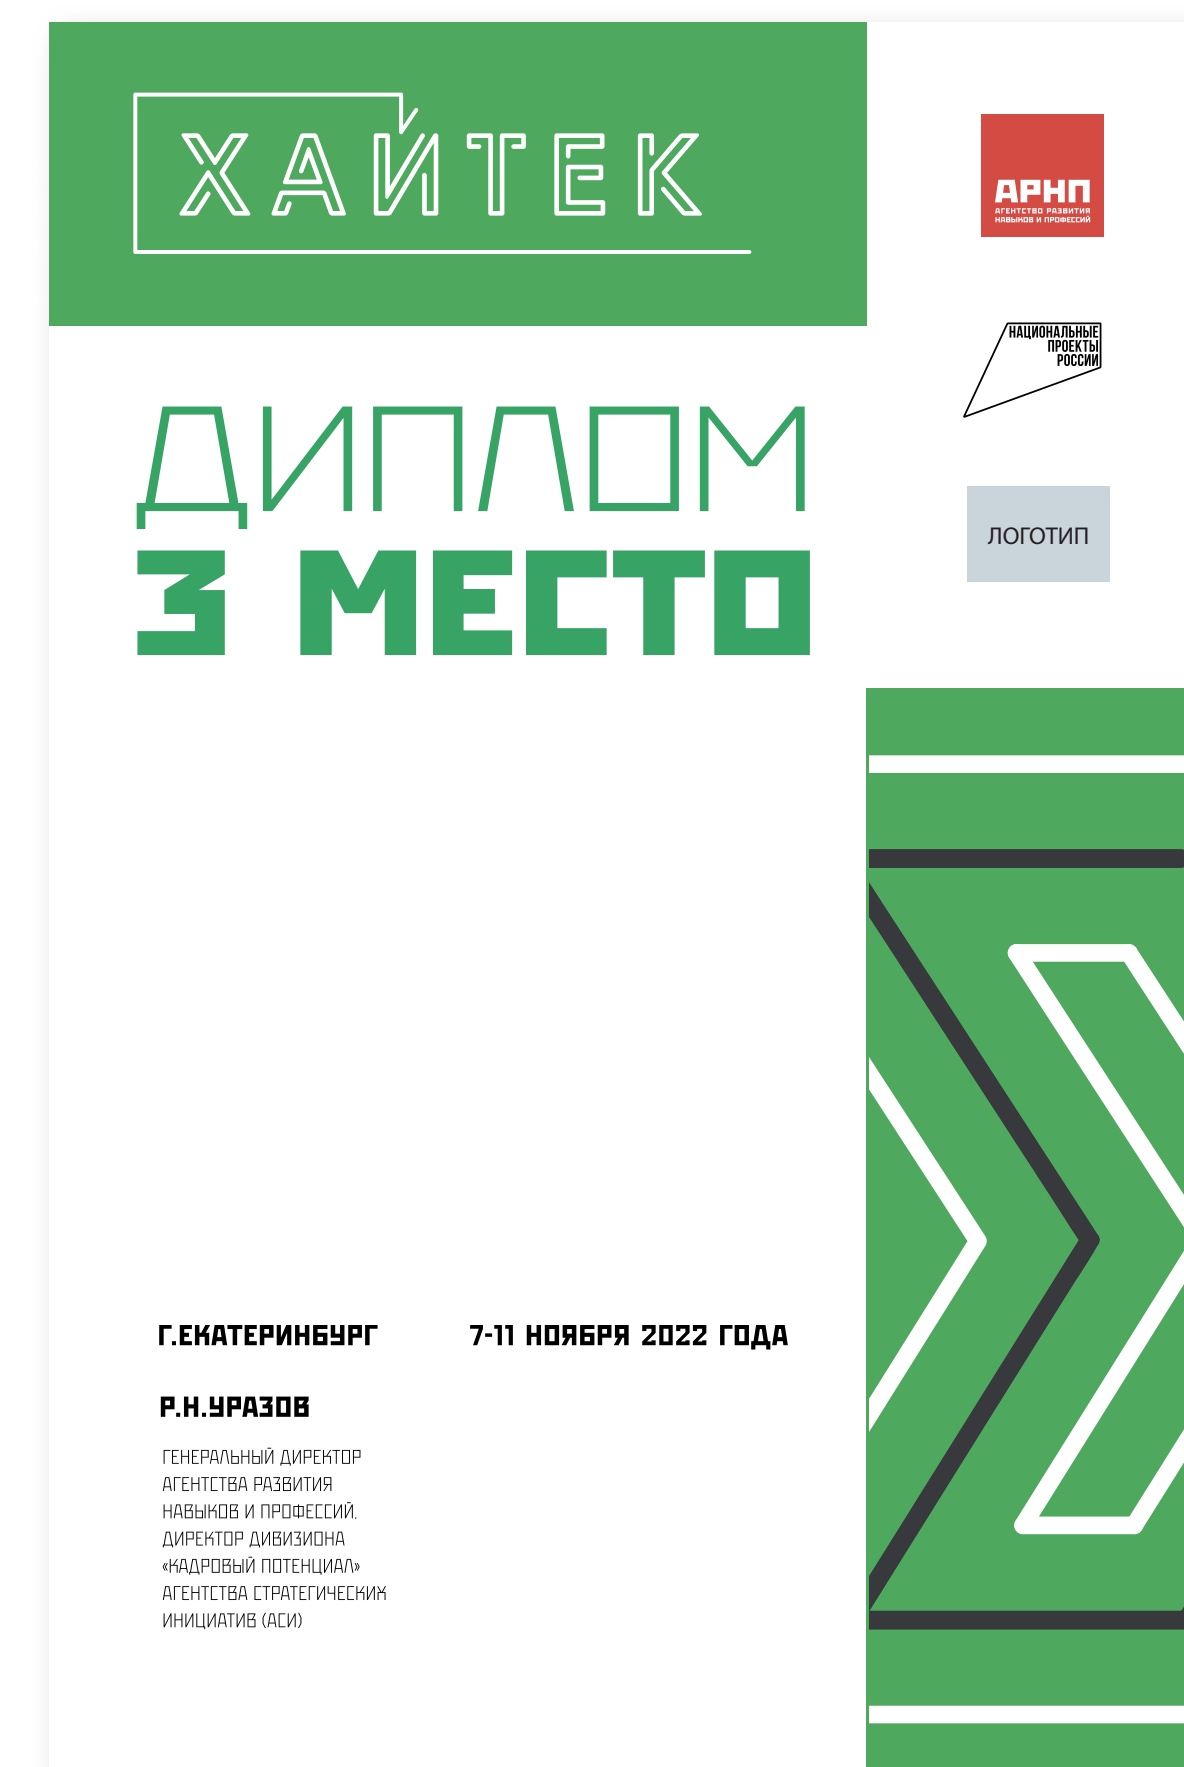 ХАЙТЕК
АРНП
АГЕНТСТВО РАЗВИТИЯ
НАВЫКОВ И ПРОФЕССИЙ
НАЦИОНАЛЬНЫЕ
ПРОЕКТЫ
РОССИИ
ЛОГОТИП
ДИПЛОМ
3 МЕСТО
Г.ЕКАТЕРИНБУРГ
7-11 НОЯБРЯ 2022 ГОДА
Р.Н.УРАЗОВ
ГЕНЕРАЛЬНЫЙ ДИРЕКТОР
АГЕНТСТВА РАЗВИТИЯ
НАВЫКОВ И ПРОФЕССИЙ,
ДИРЕКТОР ДИВИЗИОНА
«КАДРОВЫЙ ПОТЕНЦИАЛ»
АГЕНТСТВА СТРАТЕГИЧЕСКИХ
ИНИЦИАТИВ (АСИ)